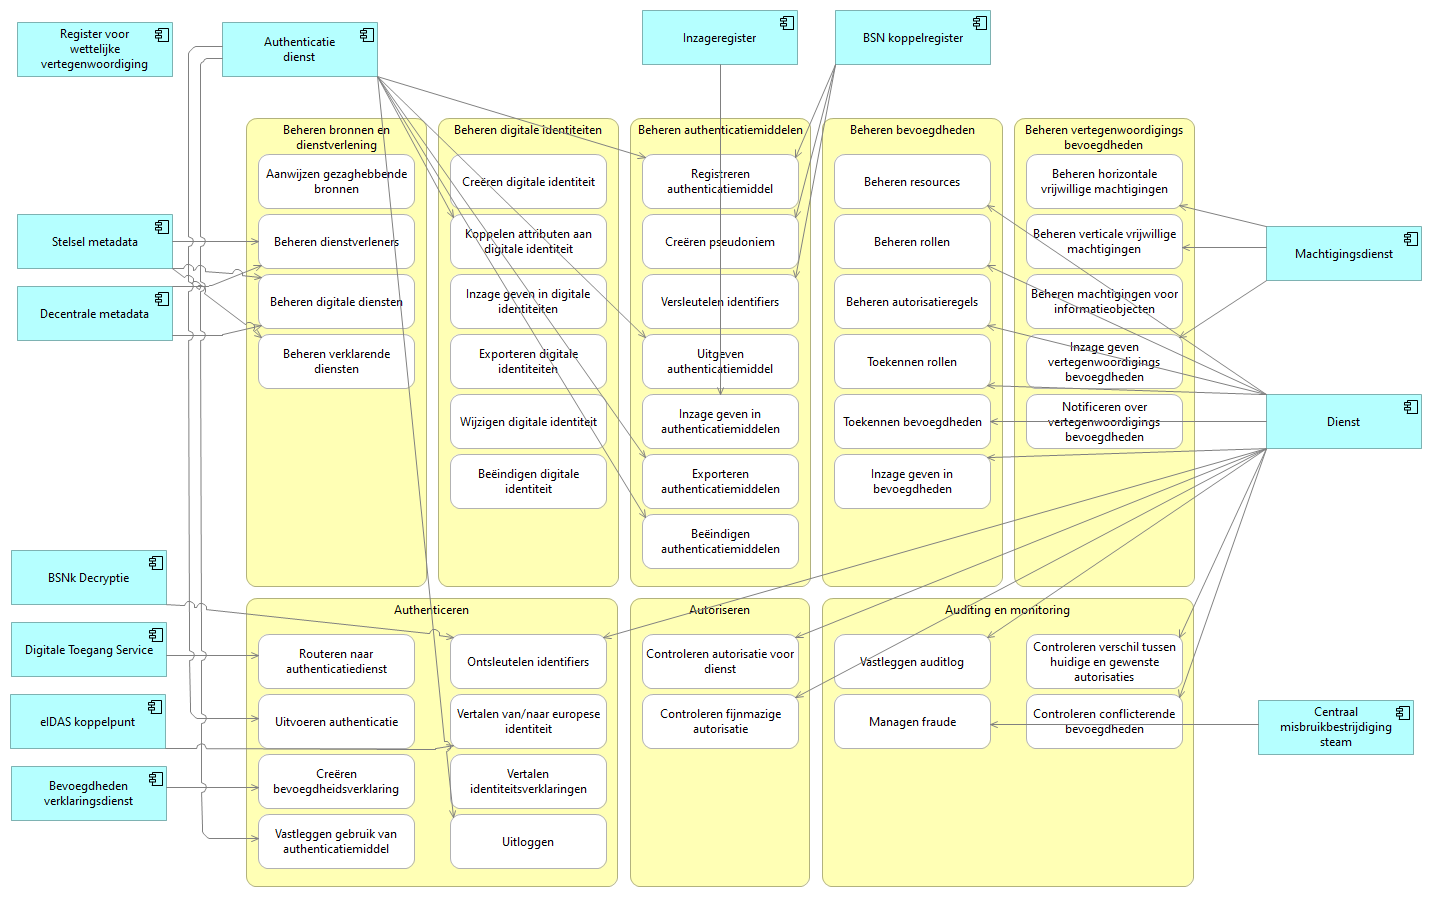 Register voor
wettelijke
vertegenwoordiging
Authenticatie
dienst
Inzageregister
BSN koppelregister
Beheren bronnen en
dienstverlening
Aanwijzen gezaghebbende
bronnen
Beheren dienstverleners
Beheren digitale diensten
Beheren verklarende
diensten
Beheren digitale identiteiten
Creëren digitale identiteit
Koppelen attributen aan
digitale identiteit
Inzage geven in digitale
identiteiten
Exporteren digitale
identiteiten
Wijzigen digitale identiteit
Beëindigen digitale
identiteit
Beheren authenticatiemiddelen
Registreren
authenticatiemiddel
Creëren pseudoniem
Versleutelen identifiers
Uitgeven
authenticatiemiddel
Inzage geven in
authenticatiemiddelen
Exporteren
authenticatiemiddelen
Beëindigen
authenticatiemiddelen
Beheren bevoegdheden
Beheren resources
Beheren rollen
Beheren autorisatieregels
Toekennen rollen
Toekennen bevoegdheden
Inzage geven in
bevoegdheden
Beheren vertegenwoordigings
bevoegdheden
Beheren horizontale
vrijwillige machtigingen
Beheren verticale vrijwillige
machtigingen
Beheren machtigingen voor
informatieobjecten
Inzage geven
vertegenwoordigings
bevoegdheden
Notificeren over
vertegenwoordigings
bevoegdheden
Stelsel metadata
Decentrale metadata
Machtigingsdienst
Dienst
BSNk Decryptie
Digitale Toegang Service
eIDAS koppelpunt
Bevoegdheden
verklaringsdienst
Authenticeren
Routeren naar
authenticatiedienst
Uitvoeren authenticatie
Creëren
bevoegdheidsverklaring
Vastleggen gebruik van
authenticatiemiddel
Ontsleutelen identifiers
Vertalen van/naar europese
identiteit
Vertalen
identiteitsverklaringen
Uitloggen
Autoriseren
Controleren autorisatie voor
dienst
Controleren fijnmazige
autorisatie
Auditing en monitoring
Vastleggen auditlog
Managen fraude
Controleren verschil tussen
huidige en gewenste
autorisaties
Controleren conflicterende
bevoegdheden
Centraal
misbruikbestrijdiging
steam